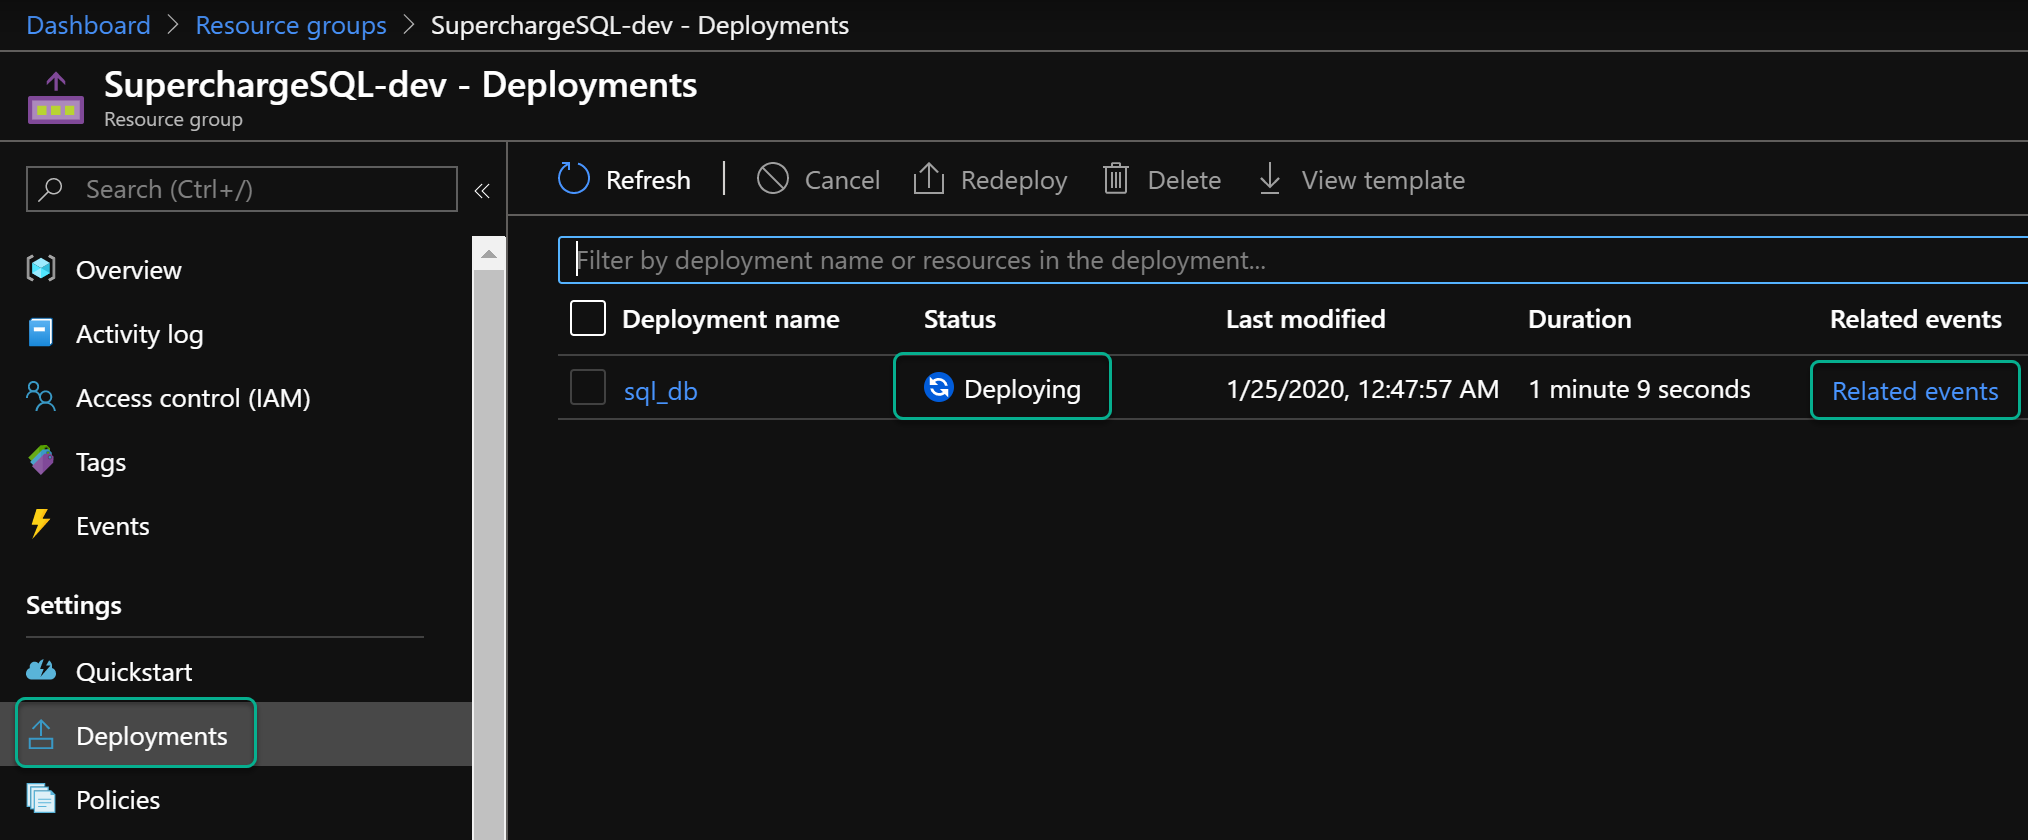 Dashboard > Resource groups > SuperchargeSQL-dev - Deployments
SuperchargeSQL-dev - Deployments
Resource group
Search (Ctrl+/)
«
Overview
Activity log
Access control (IAM)
Tags
Events
Settings
Quickstart
Deployments
Policies
Refresh | Cancel Redeploy Delete View template
Filter by deployment name or resources in the deployment...
Deployment name Status Last modified Duration Related events
sql_db Deploying 1/25/2020, 12:47:57 AM 1 minute 9 seconds Related events